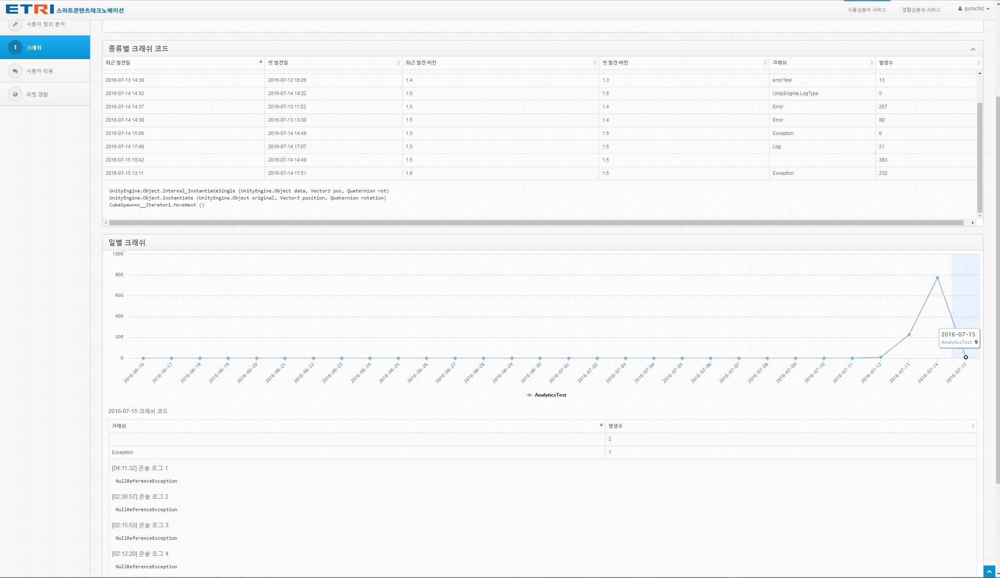 ETRI 스마트콘텐츠테크노베이션
사용성분석 서비스
경향성분석 서비스
gunsct92
사용자 정의 분석
크래쉬
사용자 리뷰
마켓 경향
종류별 크래쉬 코드
최근 발견일 첫 발견일 최근 발견 버전 첫 발견 버전 크래쉬 발생수
2016-07-13 14:38 2016-07-12 16:26 1.4 1.3 errorTest 13
2016-07-14 14:32 2016-07-14 14:32 1.5 1.5 UnityEngine.LogType 5
2016-07-14 14:37 2016-07-13 11:52 1.5 1.4 Error 257
2016-07-14 14:38 2016-07-13 13:30 1.5 1.4 Error 80
2016-07-14 15:06 2016-07-14 14:48 1.5 1.5 Exception 6
2016-07-14 17:48 2016-07-14 17:07 1.5 1.5 Log 21
2016-07-15 10:42 2016-07-14 14:49 1.5 1.5 383
2016-07-15 13:11 2016-07-14 17:51 1.6 1.5 Exception 232
UnityEngine.Object.Internal_InstantiateSingle (UnityEngine.Object data, Vector3 pos, Quaternion rot)
UnityEngine.Object.Instantiate (UnityEngine.Object original, Vector3 position, Quaternion rotation)
CubeSpawn+c__Iterator1.MoveNext ()
일별 크래쉬
1000
800
600
400
200
0
2016-07-15
AnalyticsTest: 9
2016-06-16 2016-06-17 2016-06-18 2016-06-19 2016-06-20 2016-06-21 2016-06-22 2016-06-23 2016-06-24 2016-06-25 2016-06-26 2016-06-27 2016-06-28 2016-06-29 2016-06-30 2016-07-01 2016-07-02 2016-07-03 2016-07-04 2016-07-05 2016-07-06 2016-07-07 2016-07-08 2016-07-09 2016-07-10 2016-07-11 2016-07-12 2016-07-13 2016-07-14 2016-07-15
AnalyticsTest
2016-07-15 크래쉬 코드
크래쉬 발생수
2
Exception 7
[04:11:32] 콘솔 로그 1
NullReferenceException
[02:26:57] 콘솔 로그 2
NullReferenceException
[02:15:53] 콘솔 로그 3
NullReferenceException
[02:12:20] 콘솔 로그 4
NullReferenceException